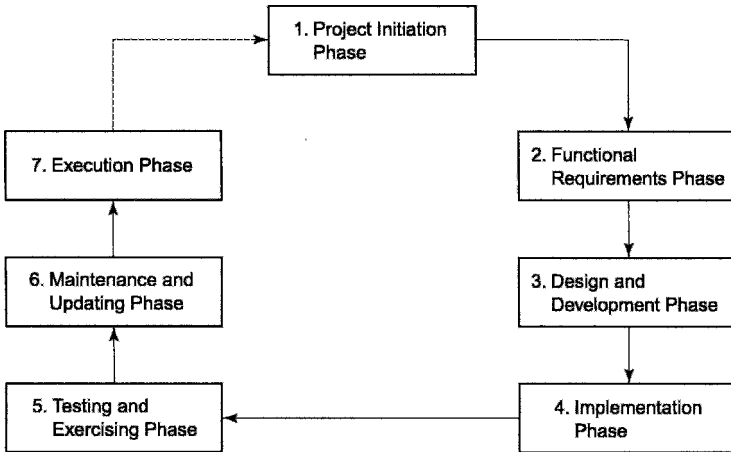 1. Project Initiation
Phase
2. Functional
Requirements Phase
3. Design and
Development Phase
4. Implementation
Phase
5. Testing and
Exercising Phase
6. Maintenance and
Updating Phase
7. Execution Phase